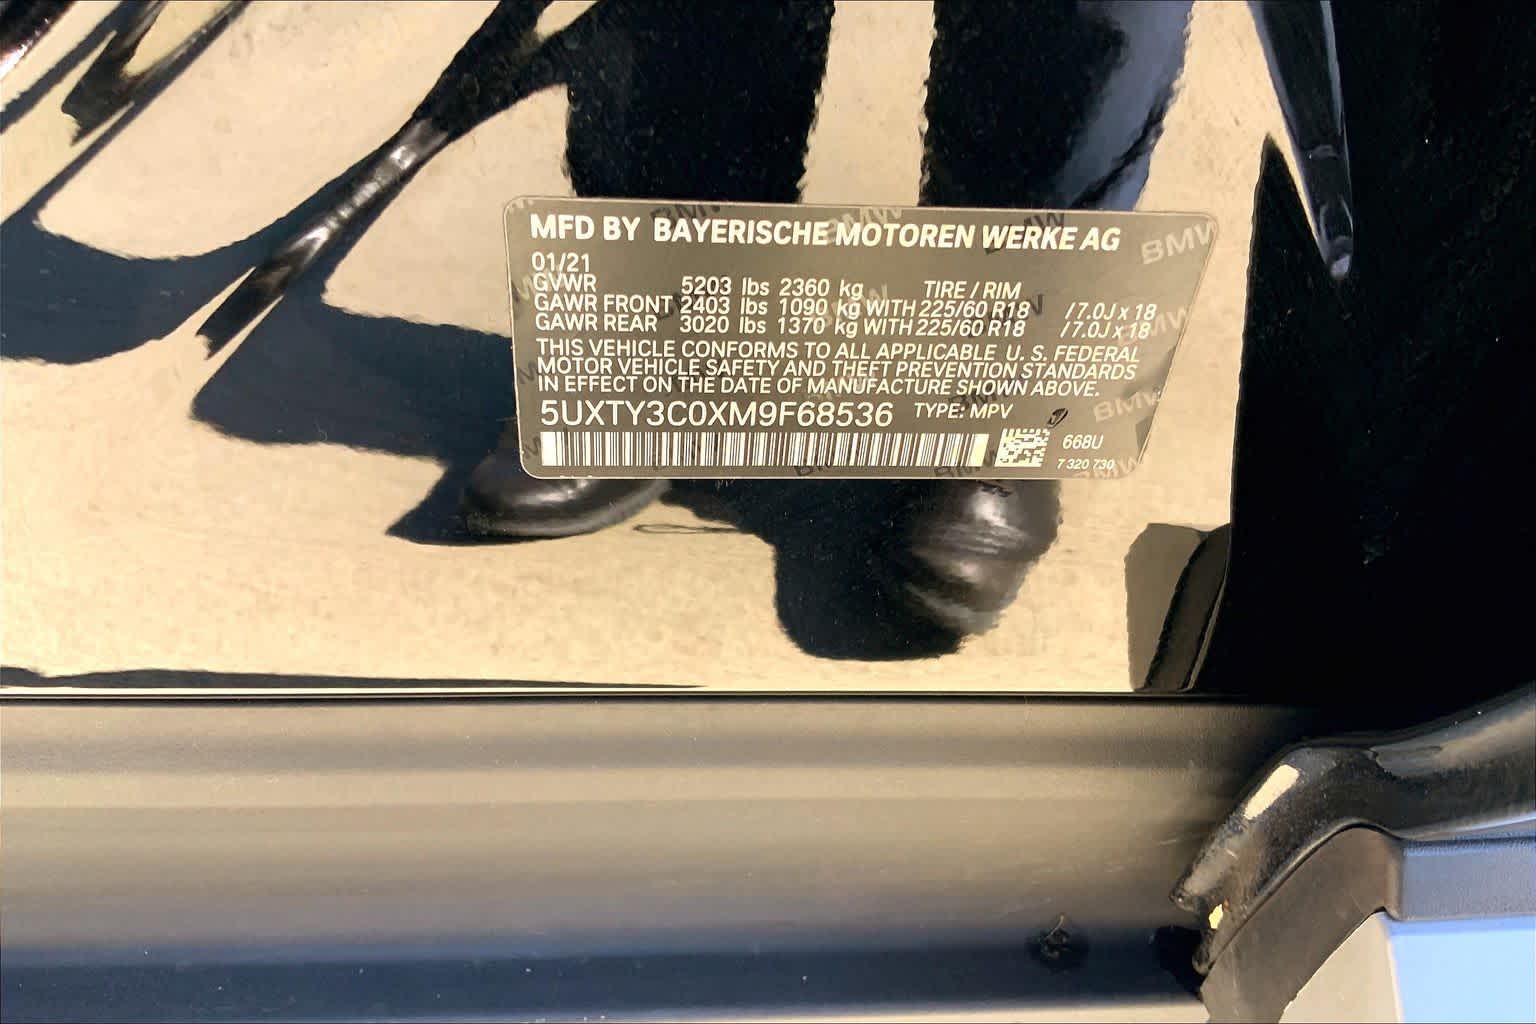 MFD BY BAYERISCHE MOTOREN WERKE AG
01/21
GVWR 5203 lbs 2360 kg TIRE / RIM
GAWR FRONT 2403 lbs 1090 kg WITH 225/60 R18 / 7.0J x 18
GAWR REAR 3020 lbs 1370 kg WITH 225/60 R18 / 7.0J x 18
THIS VEHICLE CONFORMS TO ALL APPLICABLE U. S. FEDERAL
MOTOR VEHICLE SAFETY AND THEFT PREVENTION STANDARDS
IN EFFECT ON THE DATE OF MANUFACTURE SHOWN ABOVE.
5UXTY3C0XM9F68536 TYPE: MPV
668U
7 320 730